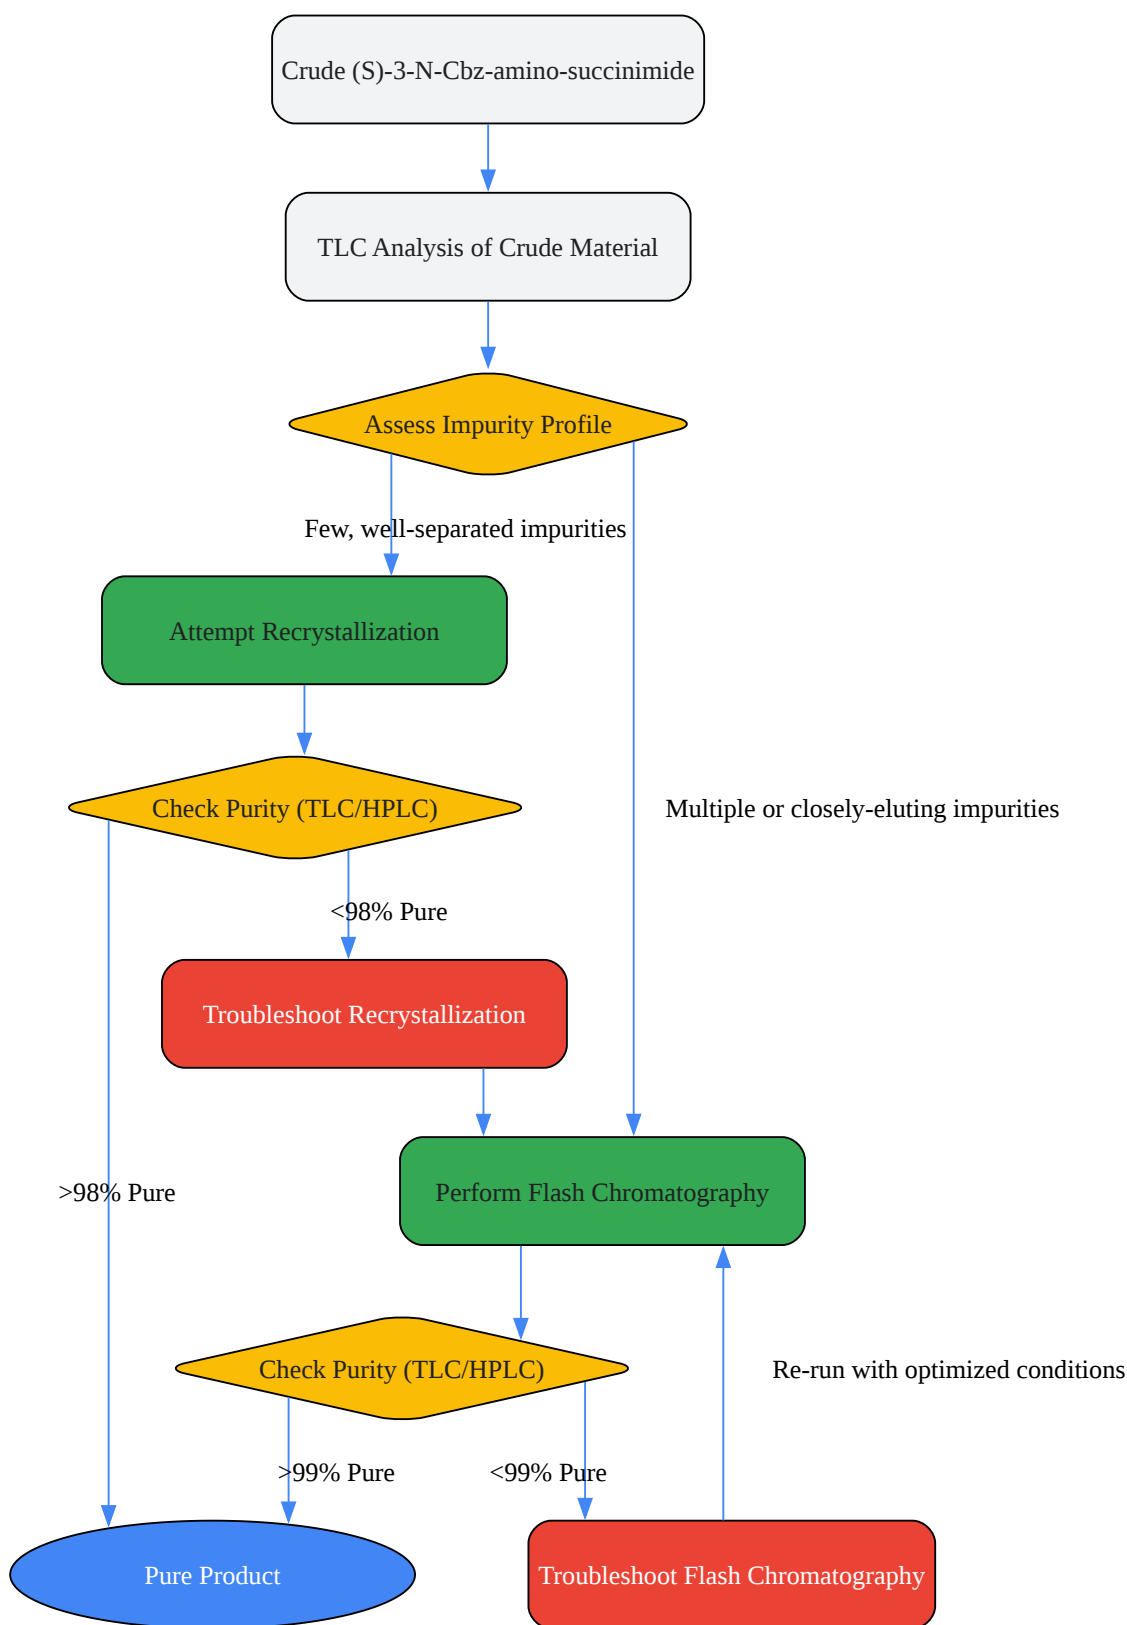 Crude (S)-3-N-Cbz-amino-succinimide
TLC Analysis of Crude Material
Assess Impurity Profile
Few, well-separated impurities
Attempt Recrystallization
Check Purity (TLC/HPLC)
Multiple or closely-eluting impurities
<98% Pure
Troubleshoot Recrystallization
>98% Pure
Perform Flash Chromatography
Check Purity (TLC/HPLC)
Re-run with optimized conditions
>99% Pure
<99% Pure
Pure Product
Troubleshoot Flash Chromatography